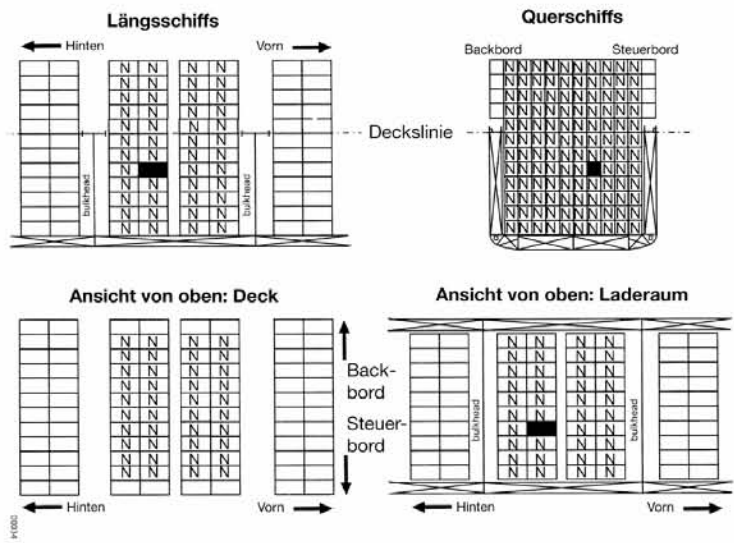 Längsschiffs
Querschiffs
Hinten
Vorn
Backbord
Steuerbord
N N N N
N N N N
N N N N
N N N N
N N N N
N N N N
N N N N
N N N
N N N N
N N N N
N N N N
N N N N
bulkhead
bulkhead
Deckslinie
N N N N N N N N N N
N N N N N N N N N N
N N N N N N N N N N
N N N N N N N N N N
N N N N N N N N N N
N N N N N N N N N N
N N N N N N N N N N
N N N N N N N N N
N N N N N N N N N N
N N N N N N N N N N
N N N N N N N N N N
N N N N N N N N N N
Ansicht von oben: Deck
Ansicht von oben: Laderaum
N N N N
N N N N
N N N N
N N N N
N N N N
N N N N
N N N N
N N N N
N N N N
N N N N
Back-
bord
Steuer-
bord
Hinten
Vorn
N N N N
N N N N
N N N N
N N N N
N N N N
N N N N
N N N
N N N N
N N N N
N N N N
bulkhead
bulkhead
Hinten
Vorn